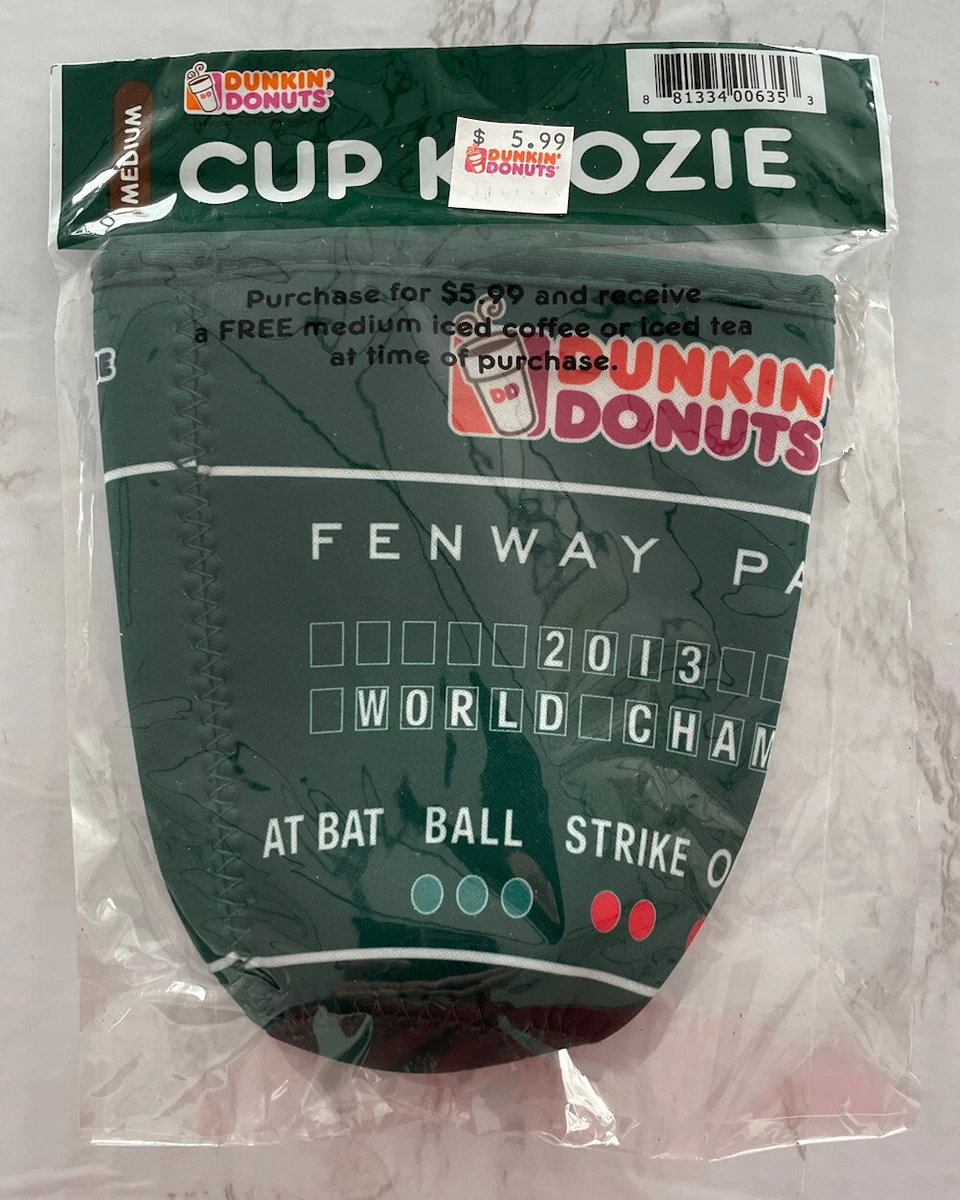 DUNKIN'
DONUTS
8 81334 00635 3
MEDIUM
$ 5.99
DUNKIN'
DONUTS
CUP K OZIE
Purchase for $5.99 and receive
a FREE medium iced coffee or iced tea
at time of purchase.
DD
DUNKIN'
DONUTS
E
FENWAY PA
2013
WORLD CHAM
AT BAT BALL STRIKE O